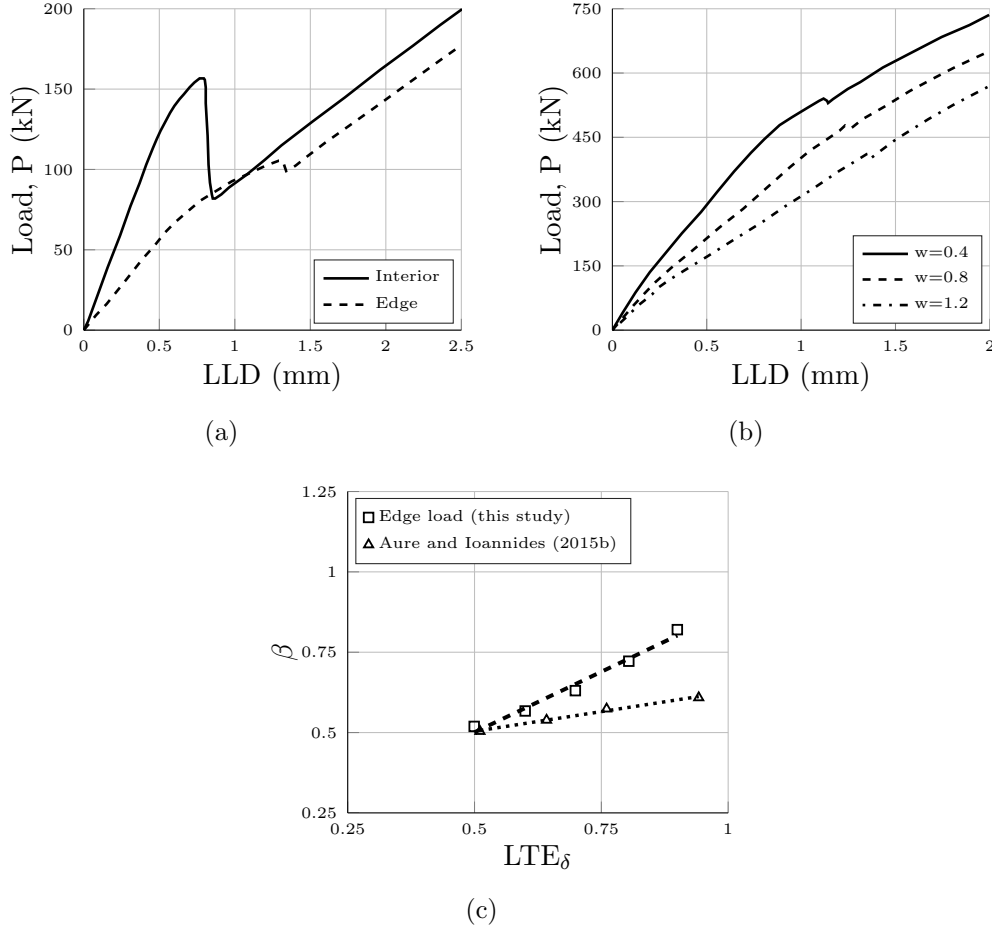 200
150
100
50
0
Load, P (kN)
Interior
Edge
0 0.5 1 1.5 2 2.5
LLD (mm)
(a)
750
600
450
300
150
0
Load, P (kN)
w=0.4
w=0.8
w=1.2
0 0.5 1 1.5 2
LLD (mm)
(b)
1.25
1
0.75
0.5
0.25
β
Edge load (this study)
Aure and Ioannides (2015b)
0.25 0.5 0.75 1
LTEδ
(c)